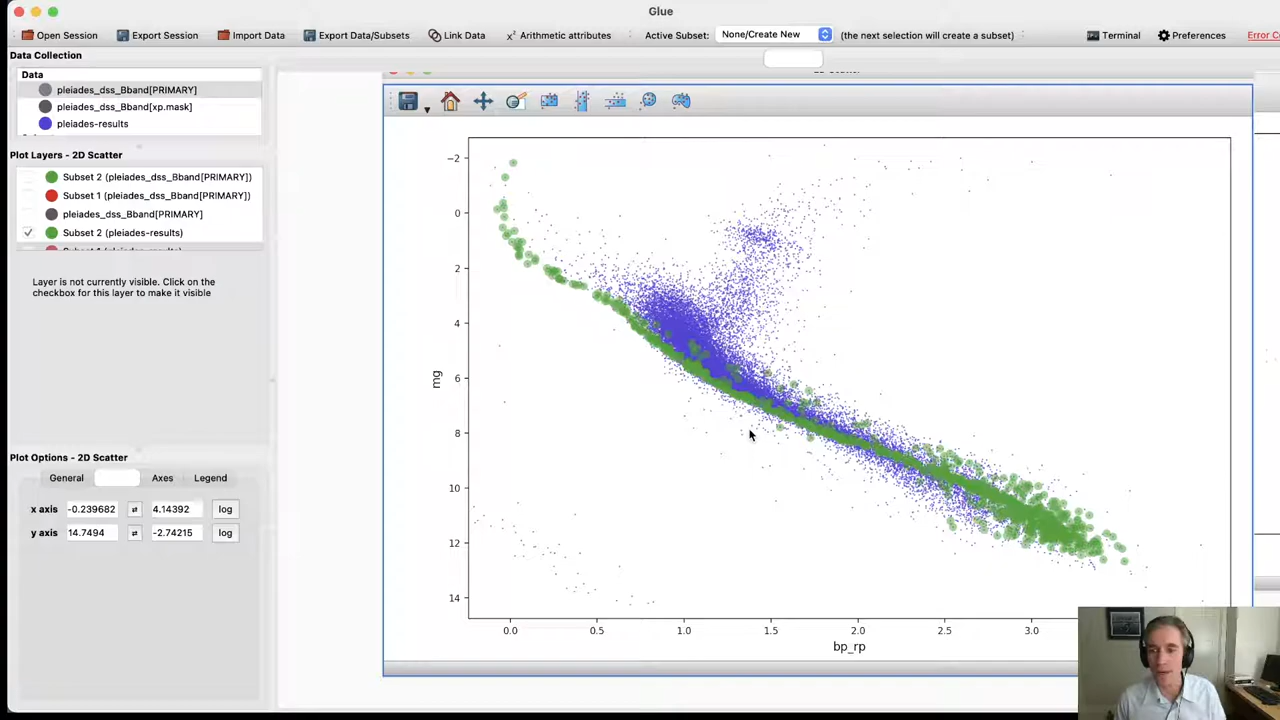 Glue
Open Session Export Session Import Data Export Data/Subsets Link Data x² Arithmetic attributes Active Subset: None/Create New (the next selection will create a subset) Terminal Preferences Error
Data Collection
Data
pleiades_dss_Bband[PRIMARY]
pleiades_dss_Bband[xp.mask]
pleiades-results
Plot Layers - 2D Scatter
Subset 2 (pleiades_dss_Bband[PRIMARY])
Subset 1 (pleiades_dss_Bband[PRIMARY])
pleiades_dss_Bband[PRIMARY]
Subset 2 (pleiades-results)
Subset 1 (pleiades-results)
Layer is not currently visible. Click on the
checkbox for this layer to make it visible
Plot Options - 2D Scatter
General Axes Legend
x axis -0.239682 4.14392 log
y axis 14.7494 -2.74215 log
−2
0
2
4
6
8
10
12
14
mg
0.0 0.5 1.0 1.5 2.0 2.5 3.0
bp_rp